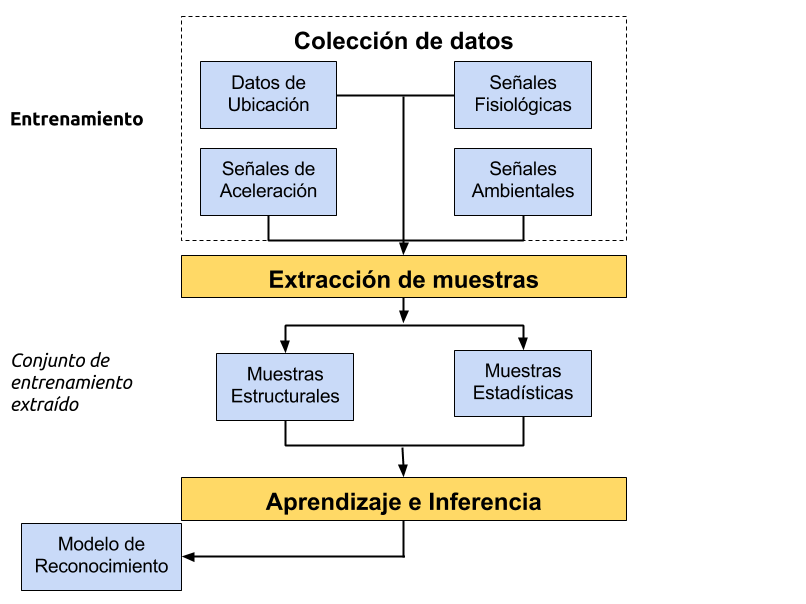 Colección de datos
Datos de
Ubicación
Señales
Fisiológicas
Entrenamiento
Señales de
Aceleración
Señales
Ambientales
Extracción de muestras
Conjunto de
entrenamiento
extraído
Muestras
Estructurales
Muestras
Estadísticas
Aprendizaje e Inferencia
Modelo de
Reconocimiento